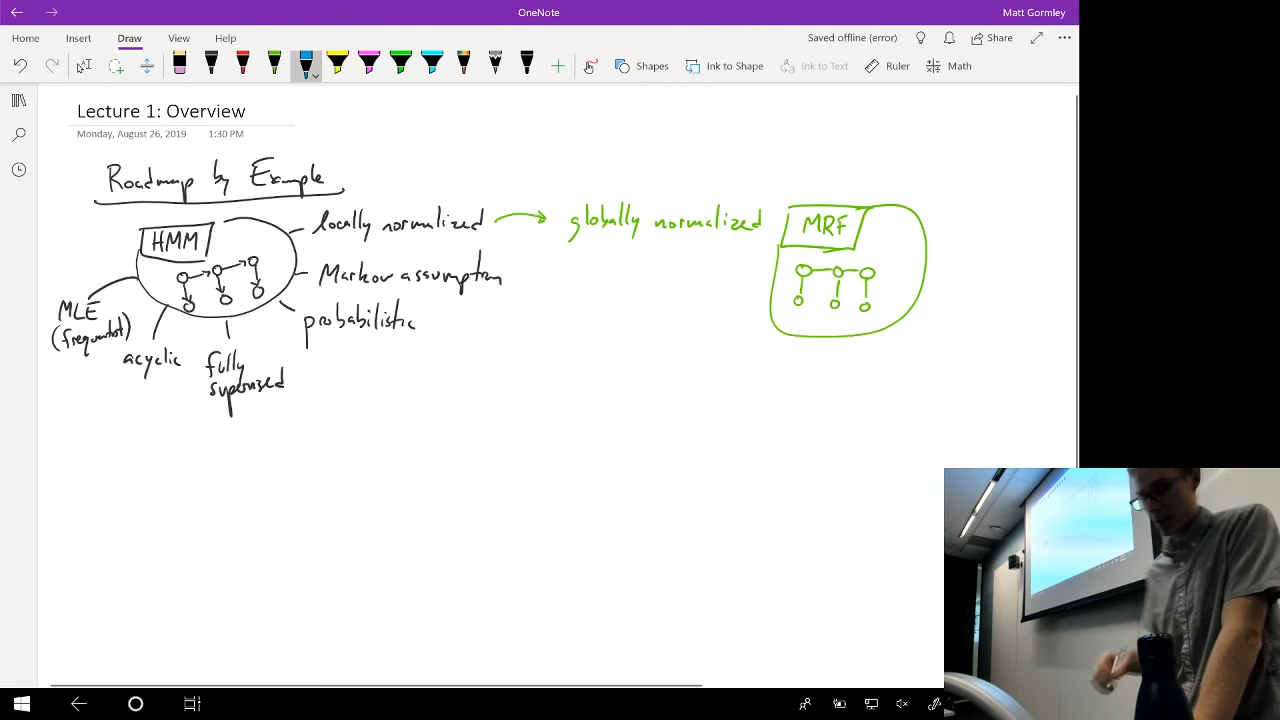 OneNote
Matt Gormley
Home Insert Draw View Help
Saved offline (error)
Share
Shapes
Ink to Shape
Ink to Text
Ruler
Math
Lecture 1: Overview
Monday, August 26, 2019 1:30 PM
Roadmap by Example
HMM
locally normalized
globally normalized
MRF
Markov assumption
MLE
(frequentist)
probabilistic
acyclic
fully
supervised